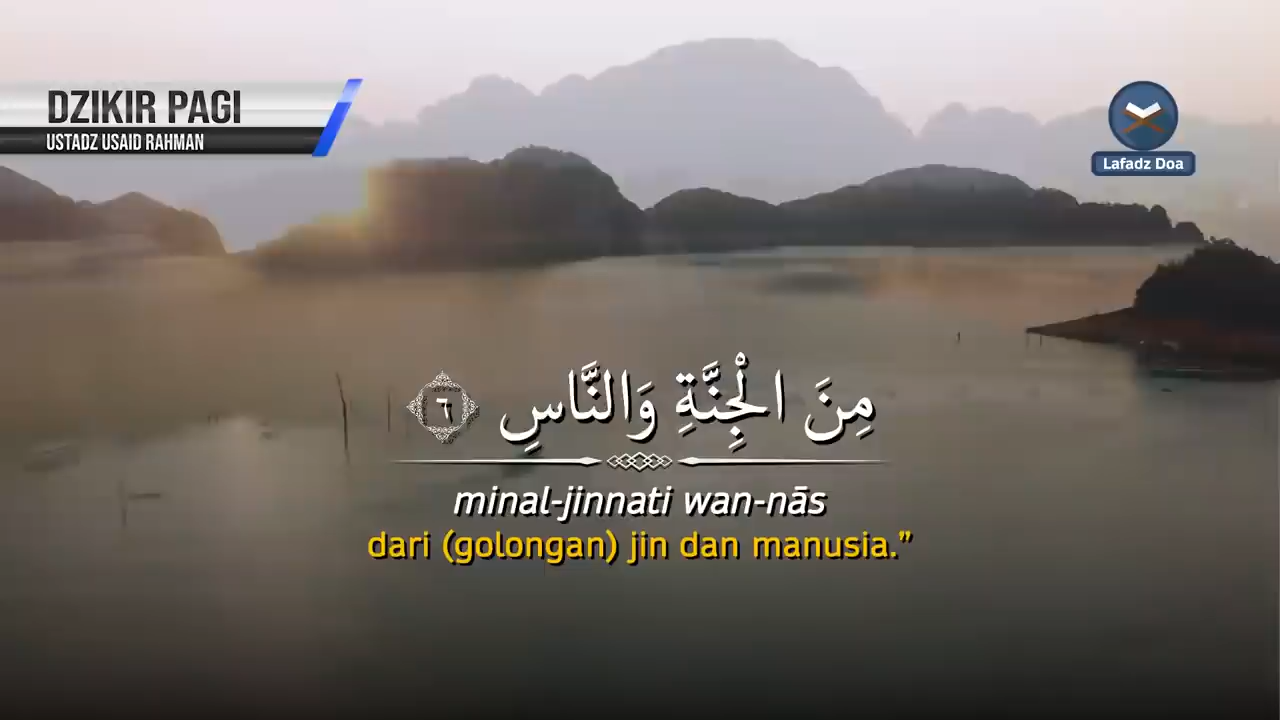 DZIKIR PAGI
USTADZ USAID RAHMAN
Lafadz Doa
مِنَ الْجِنَّةِ وَالنَّاسِ ٦
minal-jinnati wan-nās
dari (golongan) jin dan manusia.”